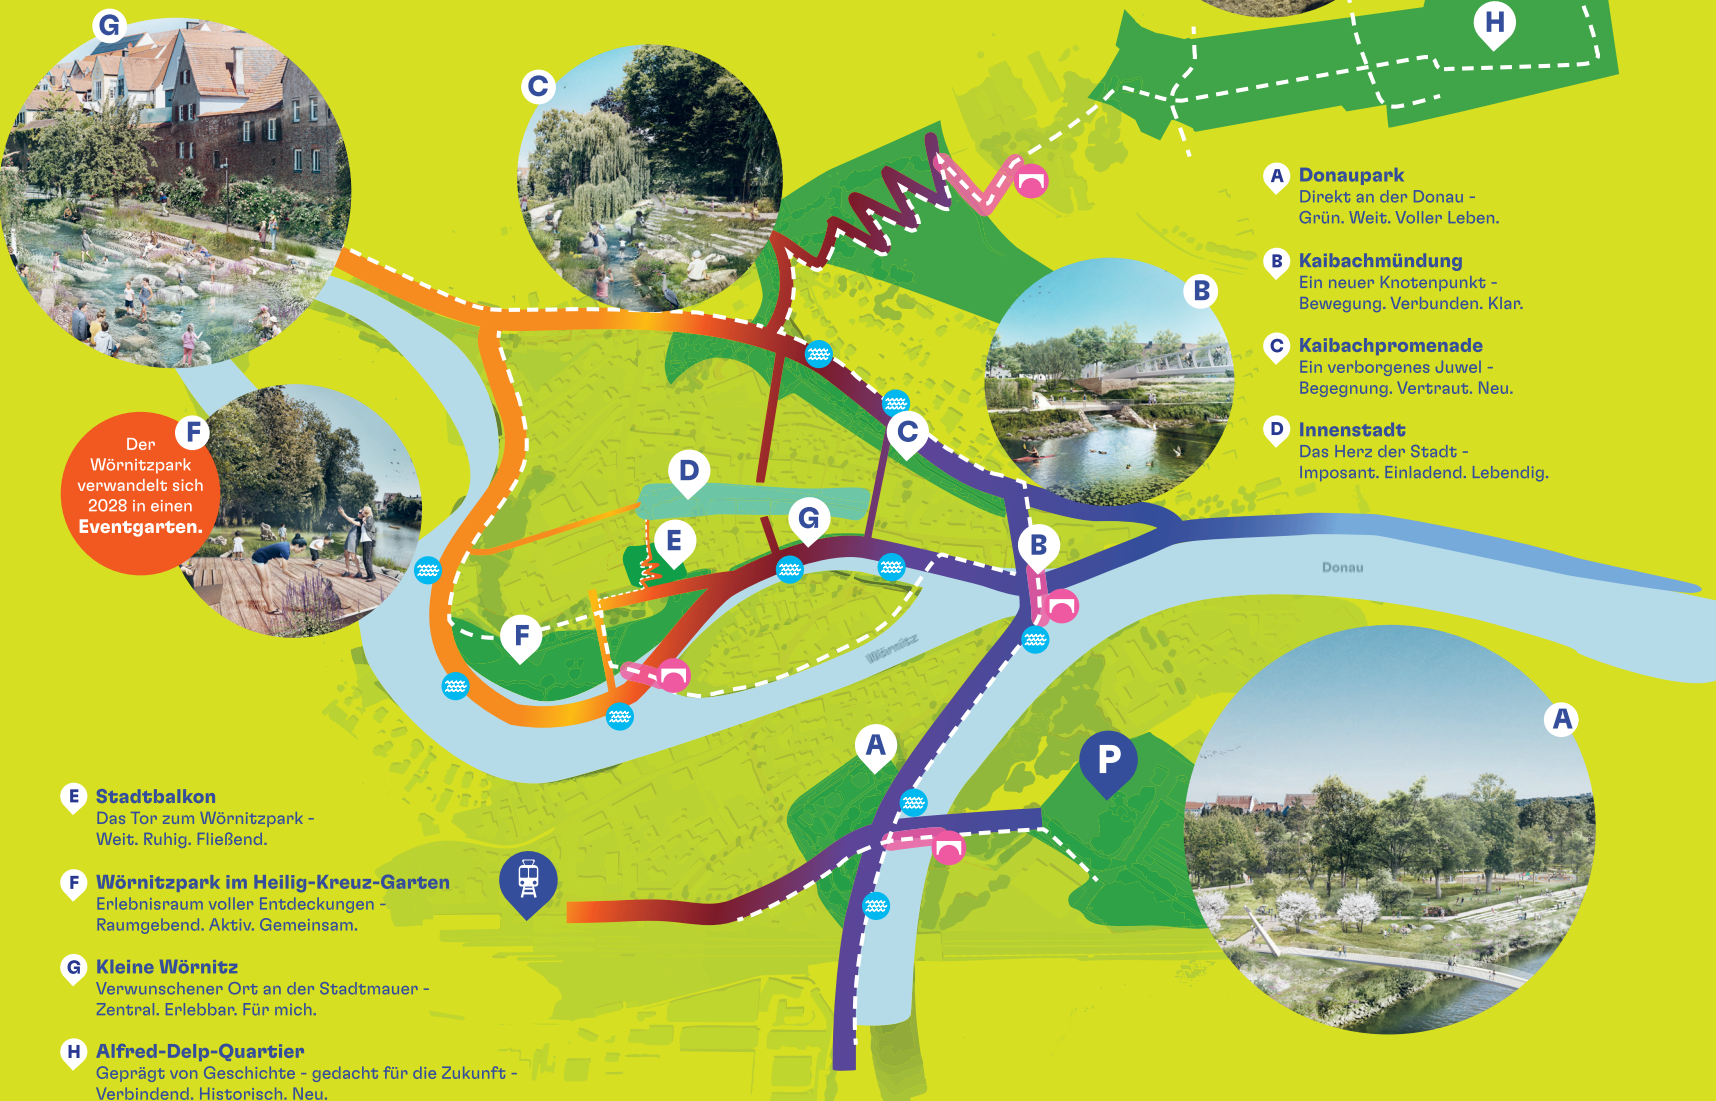 G
C
H
A
Donaupark
Direkt an der Donau -
Grün. Weit. Voller Leben.
B
Kaibachmündung
Ein neuer Knotenpunkt -
Bewegung. Verbunden. Klar.
C
Kaibachpromenade
Ein verborgenes Juwel -
Begegnung. Vertraut. Neu.
D
Innenstadt
Das Herz der Stadt -
Imposant. Einladend. Lebendig.
B
F
Der
Wörnitzpark
verwandelt sich
2028 in einen
Eventgarten.
C
D
G
E
B
F
Donau
Wörnitz
A
P
A
E
Stadtbalkon
Das Tor zum Wörnitzpark -
Weit. Ruhig. Fließend.
F
Wörnitzpark im Heilig-Kreuz-Garten
Erlebnisraum voller Entdeckungen -
Raumgebend. Aktiv. Gemeinsam.
G
Kleine Wörnitz
Verwunschener Ort an der Stadtmauer -
Zentral. Erlebbar. Für mich.
H
Alfred-Delp-Quartier
Geprägt von Geschichte - gedacht für die Zukunft -
Verbindend. Historisch. Neu.